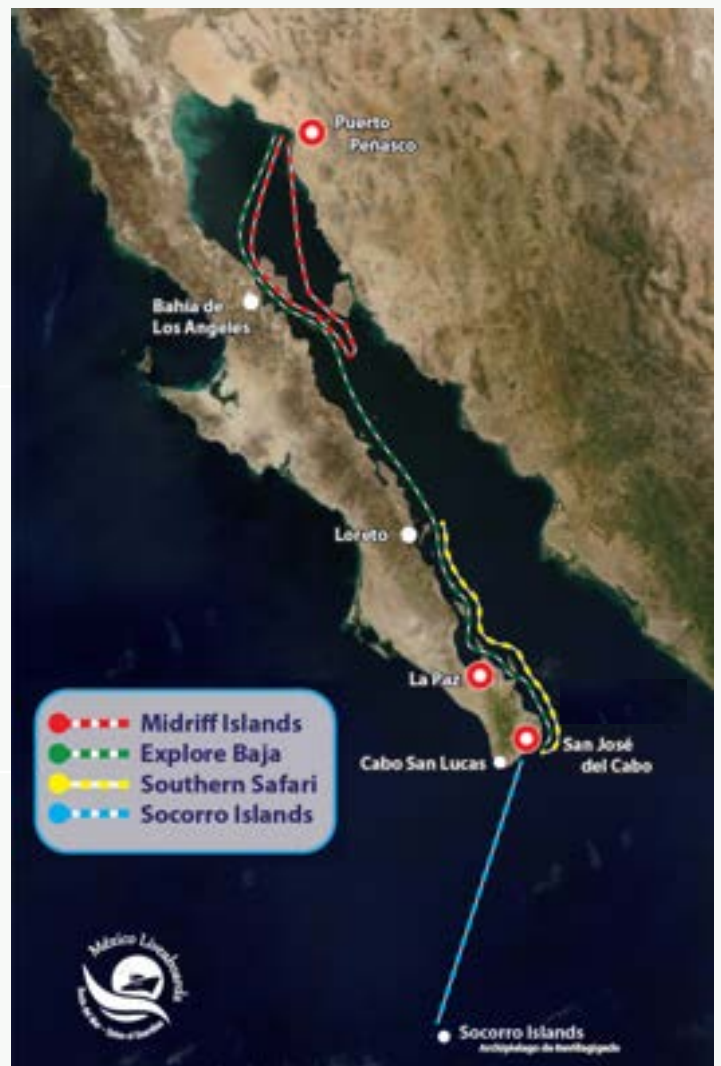 Puerto
Peñasco
Bahía de
Los Angeles
Loreto
La Paz
Midriff Islands
Explore Baja
Southern Safari
Socorro Islands
San José
del Cabo
Cabo San Lucas
México Liveaboards
Socorro Islands